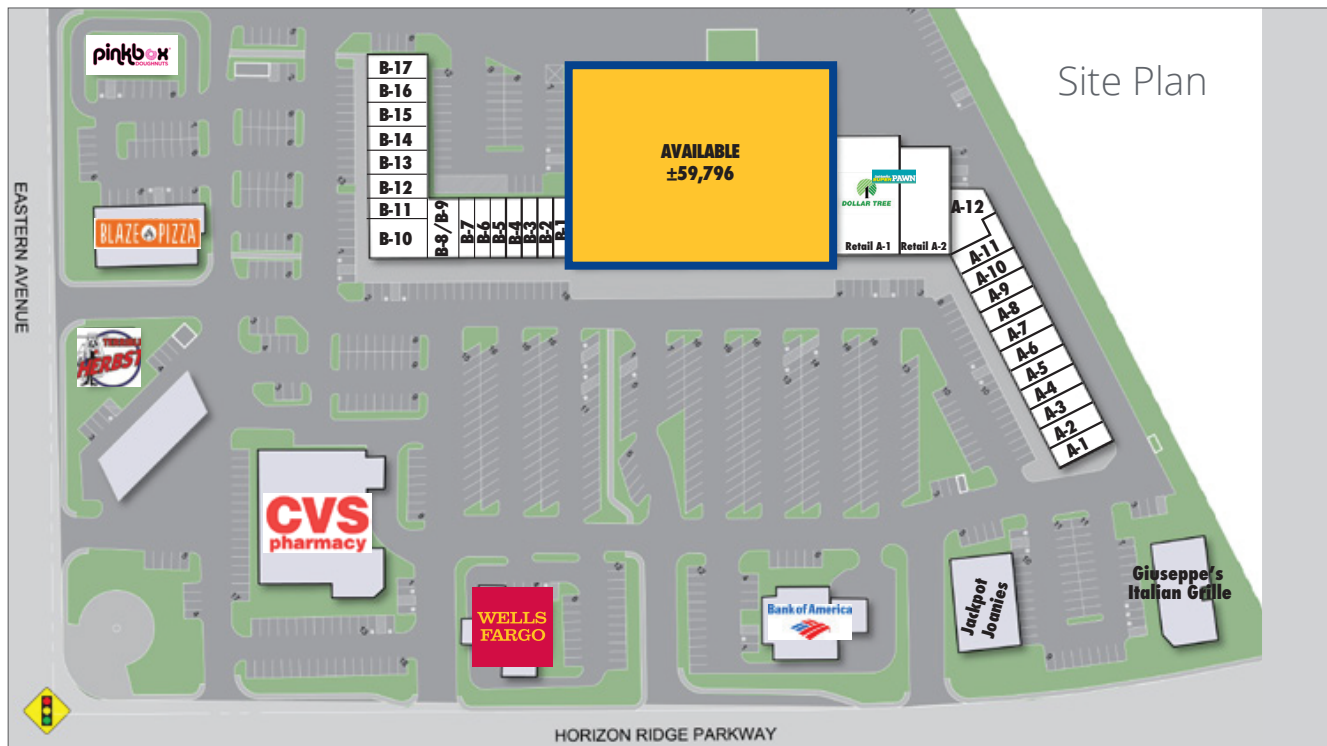 Site Plan
pinkbox
DOUGHNUTS
B-17
B-16
B-15
B-14
B-13
B-12
B-11
B-10
B-8/B-9
B-7
B-6
B-5
B-4
B-3
B-2
B-1
AVAILABLE
±59,796
DOLLAR TREE
PAWN
Retail A-1
Retail A-2
A-12
A-11
A-10
A-9
A-8
A-7
A-6
A-5
A-4
A-3
A-2
A-1
EASTERN AVENUE
BLAZE PIZZA
TERRIBLE
HERBST
CVS
pharmacy
WELLS
FARGO
Bank of America
Jackpot
Joanies
Giuseppe's
Italian Grille
HORIZON RIDGE PARKWAY